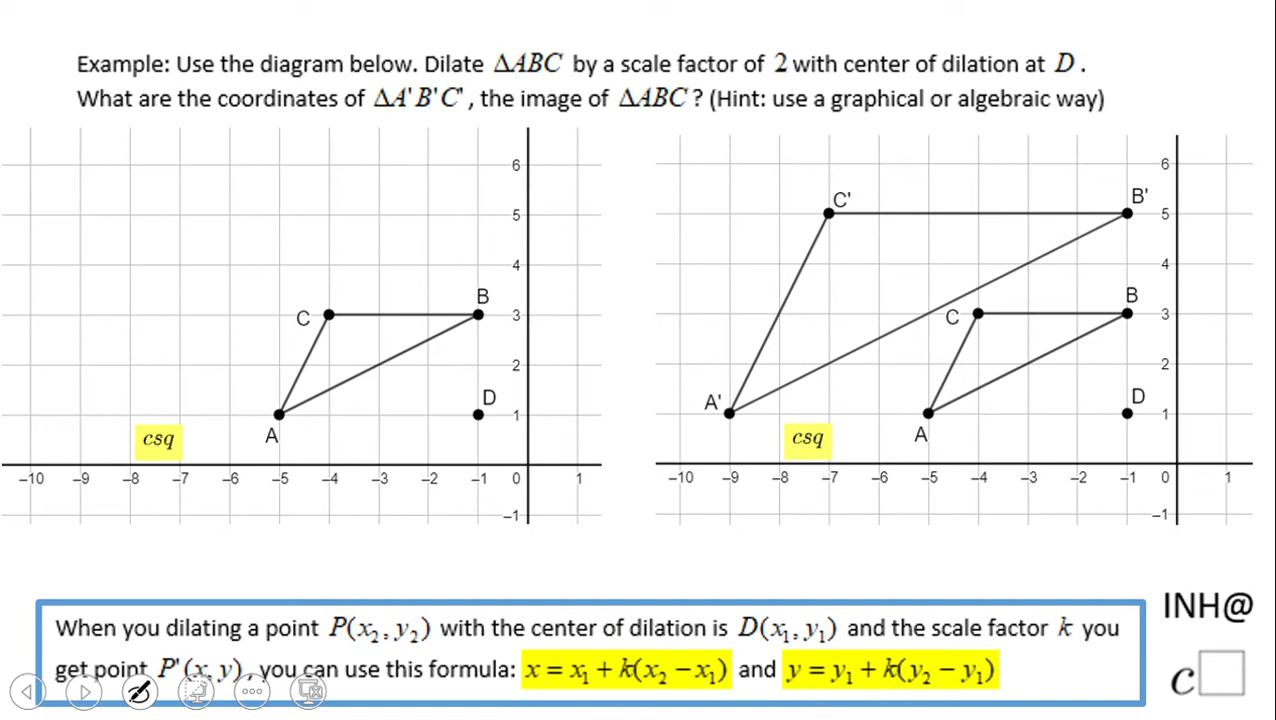 Example: Use the diagram below. Dilate ΔABC by a scale factor of 2 with center of dilation at D.
What are the coordinates of ΔA'B'C', the image of ΔABC? (Hint: use a graphical or algebraic way)
6
5
4
3
2
1
C
B
D
A
csq
−10 −9 −8 −7 −6 −5 −4 −3 −2 −1 0 1
−1
C'
B'
6
5
4
3
2
1
C
B
A'
D
A
csq
−10 −9 −8 −7 −6 −5 −4 −3 −2 −1 0 1
−1
When you dilating a point P(x₂, y₂) with the center of dilation is D(x₁, y₁) and the scale factor k you
get point P'(x, y), you can use this formula: x = x₁ + k(x₂ − x₁) and y = y₁ + k(y₂ − y₁)
INH@
c□